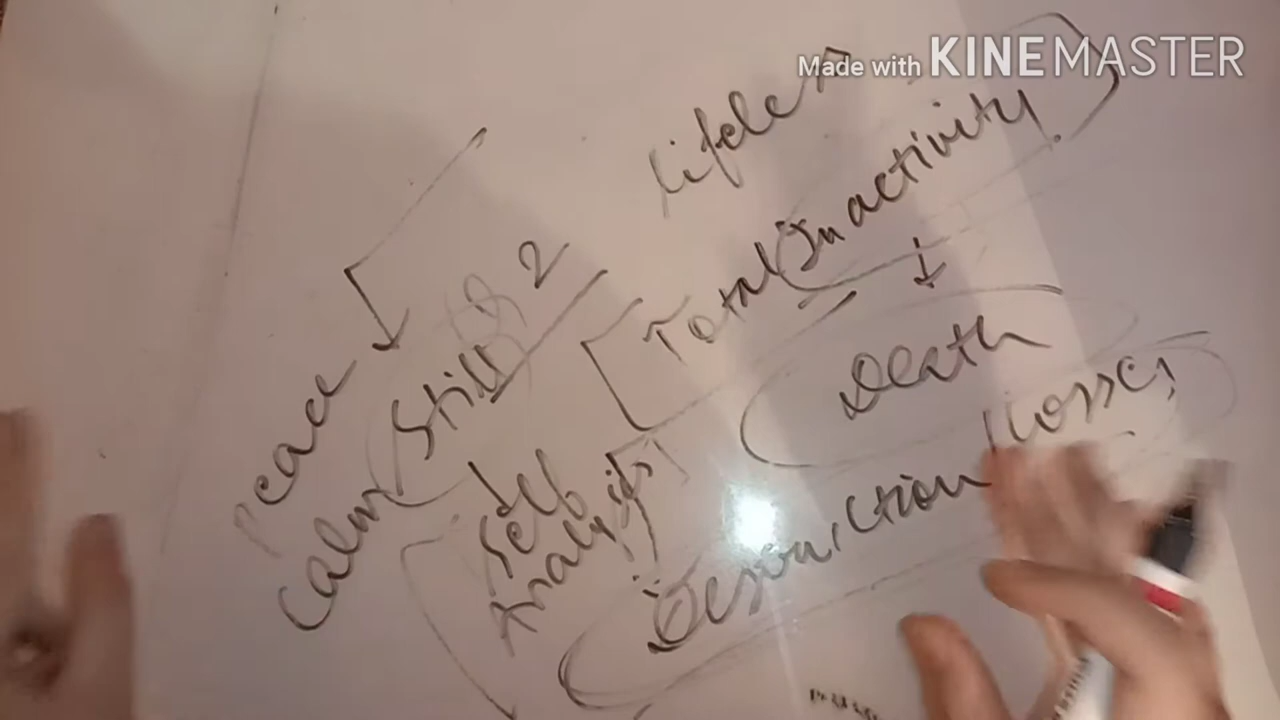 Made with KINEMASTER
Lifeless
Total Inactivity
Death
Destruction / Losses
2
Peace
Calm / Still
Self
Analysis